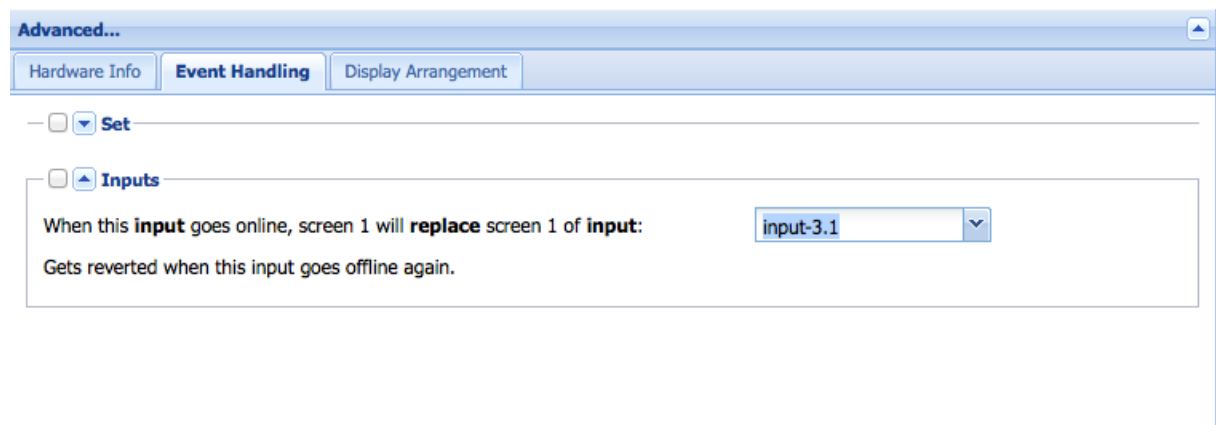 Advanced...
Hardware Info Event Handling Display Arrangement
Set
Inputs
When this input goes online, screen 1 will replace screen 1 of input: input-3.1
Gets reverted when this input goes offline again.